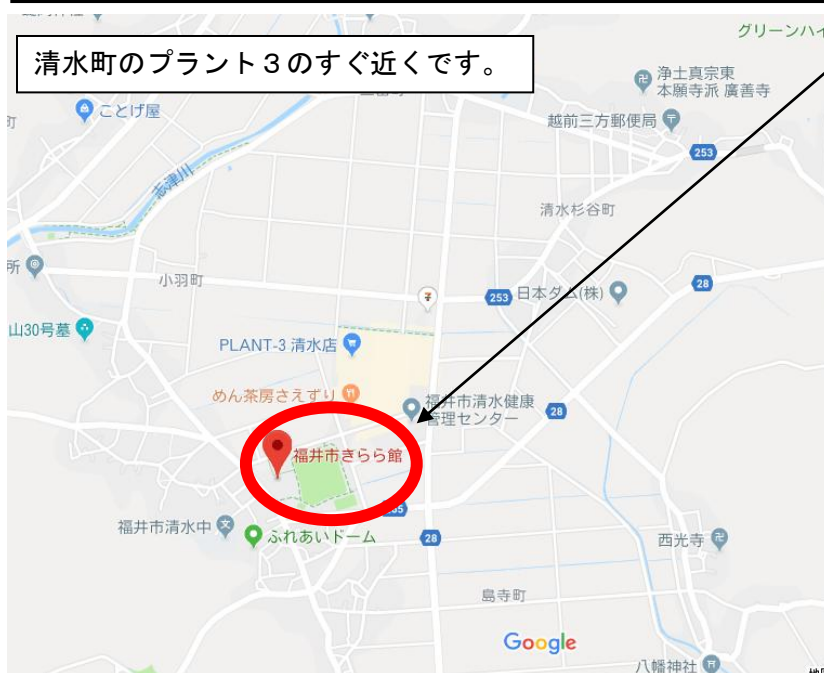 グリーンハイ
清水町のプラント３のすぐ近くです。
浄土真宗東
本願寺派 廣善寺
ことげ屋
越前三方郵便局
253
志津川
清水杉谷町
所
小羽町
253
日本ダム(株)
28
山30号墓
PLANT-3 清水店
めん茶房さえずり
福井市清水健康
管理センター
28
福井市きらら館
福井市清水中
ふれあいドーム
28
西光寺
島寺町
Google
八幡神社